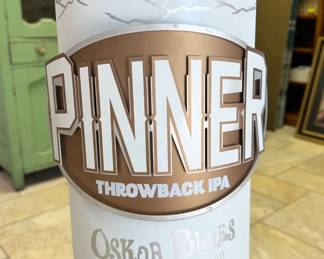 PINNER
THROWBACK IPA
OSKAR BLUES